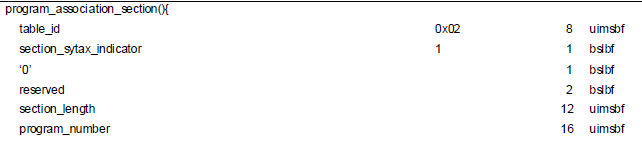 program_association_section(){
table_id 0x02 8 uimsbf
section_sytax_indicator 1 1 bslbf
‘0’ 1 bslbf
reserved 2 bslbf
section_length 12 uimsbf
program_number 16 uimsbf